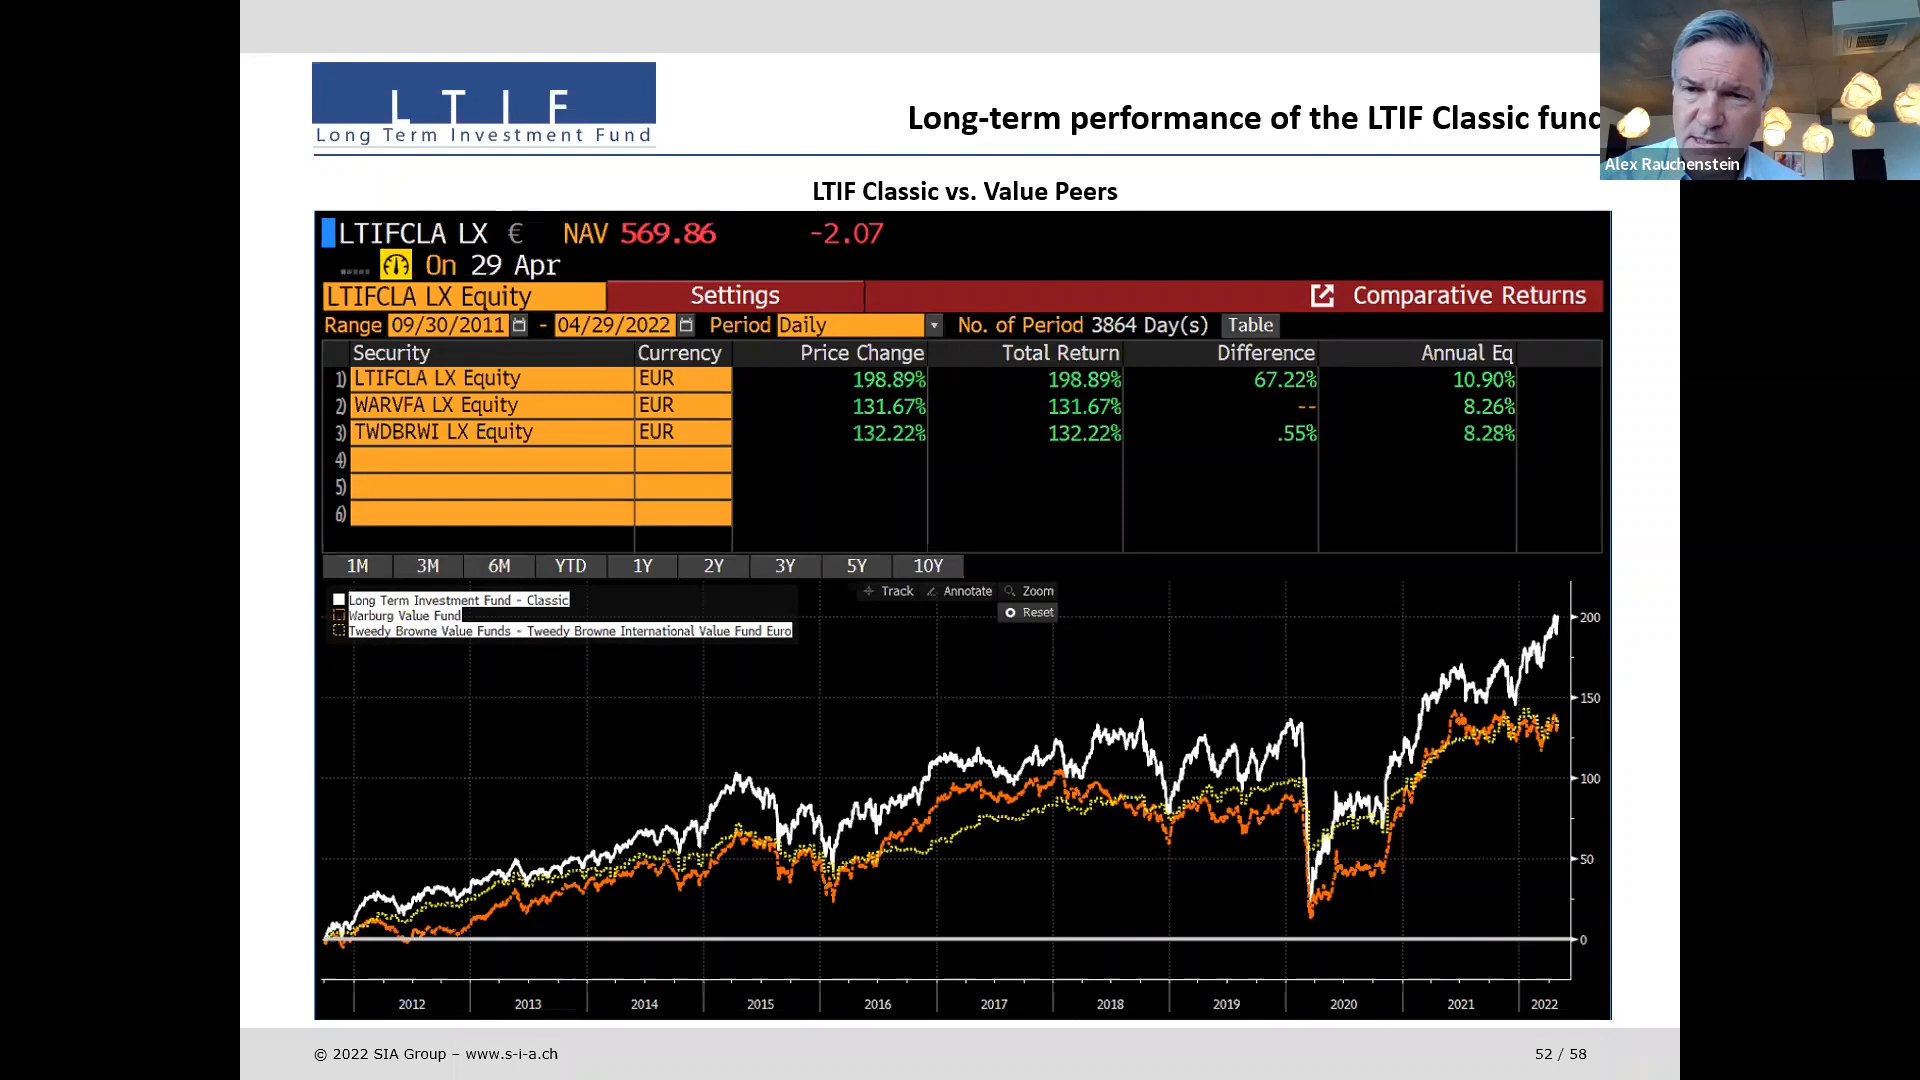 L T I F
Long Term Investment Fund
Long-term performance of the LTIF Classic fund
Alex Rauchenstein
LTIF Classic vs. Value Peers
LTIFCLA LX € NAV 569.86 -2.07
On 29 Apr
LTIFCLA LX Equity Settings Comparative Returns
Range 09/30/2011 - 04/29/2022 Period Daily No. of Period 3864 Day(s) Table
Security Currency Price Change Total Return Difference Annual Eq
1) LTIFCLA LX Equity EUR 198.89% 198.89% 67.22% 10.90%
2) WARVFA LX Equity EUR 131.67% 131.67% -- 8.26%
3) TWDBRWI LX Equity EUR 132.22% 132.22% .55% 8.28%
4)
5)
6)
1M 3M 6M YTD 1Y 2Y 3Y 5Y 10Y
Track Annotate Zoom
Reset
Long Term Investment Fund - Classic
Warburg Value Fund
Tweedy Browne Value Funds - Tweedy Browne International Value Fund Euro
200
150
100
50
0
2012 2013 2014 2015 2016 2017 2018 2019 2020 2021 2022
© 2022 SIA Group – www.s-i-a.ch
52 / 58